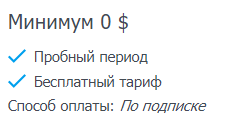 Минимум 0 $
Пробный период
Бесплатный тариф
Способ оплаты: По подписке